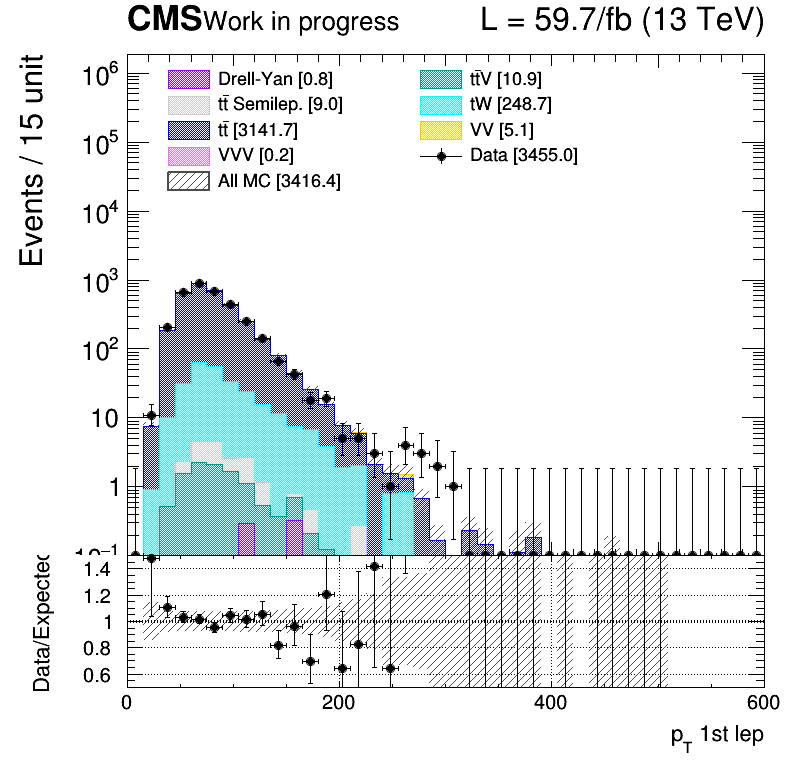 CMS Work in progress L = 59.7/fb (13 TeV)
Events / 15 unit
Drell-Yan [0.8]
tt̄ Semilep. [9.0]
tt̄ [3141.7]
VVV [0.2]
All MC [3416.4]
tt̄V [10.9]
tW [248.7]
VV [5.1]
Data [3455.0]
10⁶
10⁵
10⁴
10³
10²
10
1
10⁻¹
Data/Expected
1.4
1.2
1
0.8
0.6
0 200 400 600
p_T 1st lep